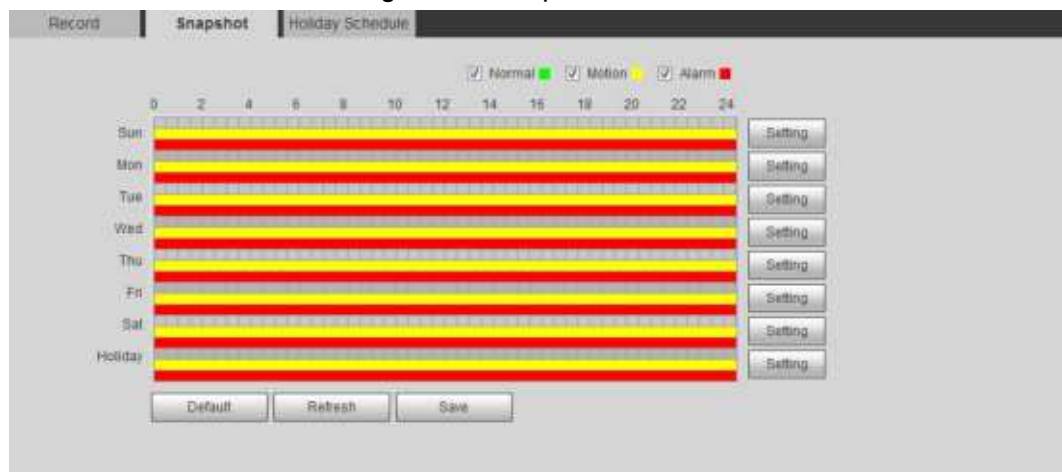 Record Snapshot Holiday Schedule
Normal Motion Alarm
0 2 4 6 8 10 12 14 16 18 20 22 24
Sun Setting
Mon Setting
Tue Setting
Wed Setting
Thu Setting
Fri Setting
Sat Setting
Holiday Setting
Default Refresh Save